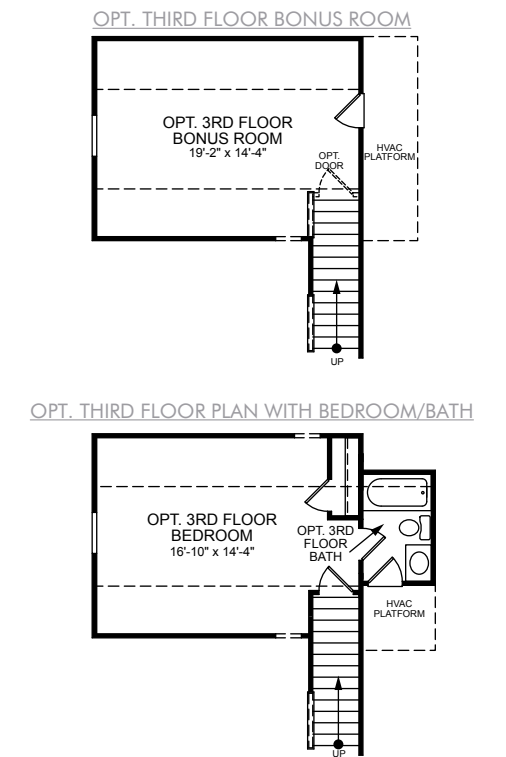 OPT. THIRD FLOOR BONUS ROOM
OPT. 3RD FLOOR
BONUS ROOM
19'-2" x 14'-4"
OPT.
DOOR
HVAC
PLATFORM
UP
OPT. THIRD FLOOR PLAN WITH BEDROOM/BATH
OPT. 3RD FLOOR
BEDROOM
16'-10" x 14'-4"
OPT. 3RD
FLOOR
BATH
HVAC
PLATFORM
UP